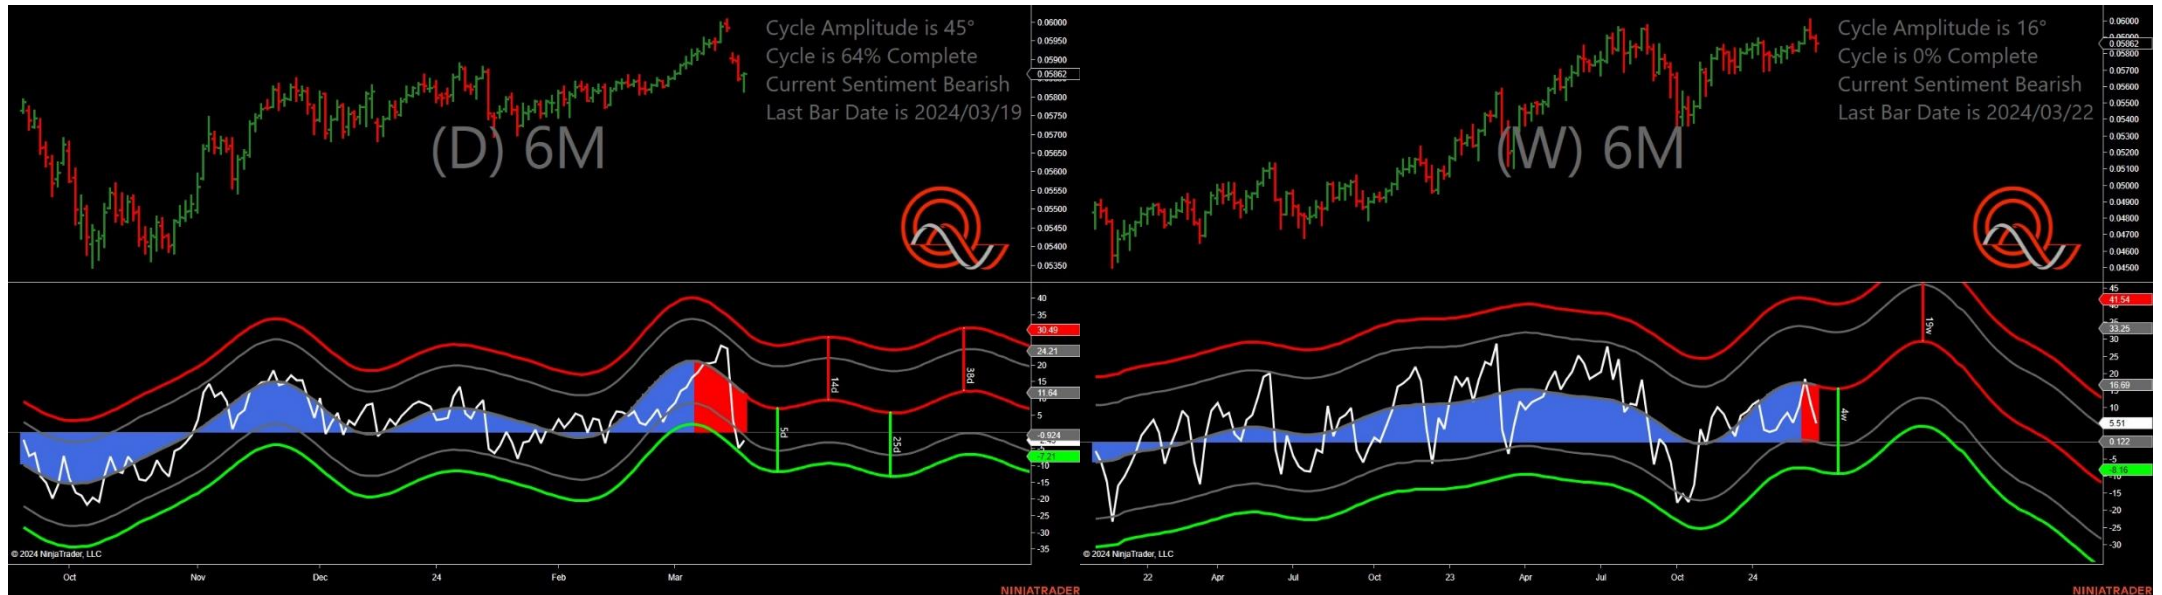 Cycle Amplitude is 45°
Cycle is 64% Complete
Current Sentiment Bearish
Last Bar Date is 2024/03/19
(D) 6M
0.06000
0.05950
0.05900
0.05862
0.05800
0.05750
0.05700
0.05650
0.05600
0.05550
0.05500
0.05450
0.05400
0.05350
40
35
30.49
24.21
20
15
11.64
5
-0.924
-7.21
-10
-15
-20
-25
-30
-35
5d
14d
25d
38d
© 2024 NinjaTrader, LLC
Oct
Nov
Dec
24
Feb
Mar
NINJATRADER
Cycle Amplitude is 16°
Cycle is 0% Complete
Current Sentiment Bearish
Last Bar Date is 2024/03/22
(W) 6M
0.06000
0.05862
0.05800
0.05700
0.05600
0.05500
0.05400
0.05300
0.05200
0.05100
0.05000
0.04900
0.04800
0.04700
0.04600
0.04500
45
41.54
33.25
30
25
20
16.69
10
5.51
0.122
-5
-8.16
-15
-20
-25
-30
4w
19w
© 2024 NinjaTrader, LLC
22
Apr
Jul
Oct
23
Apr
Jul
Oct
24
NINJATRADER